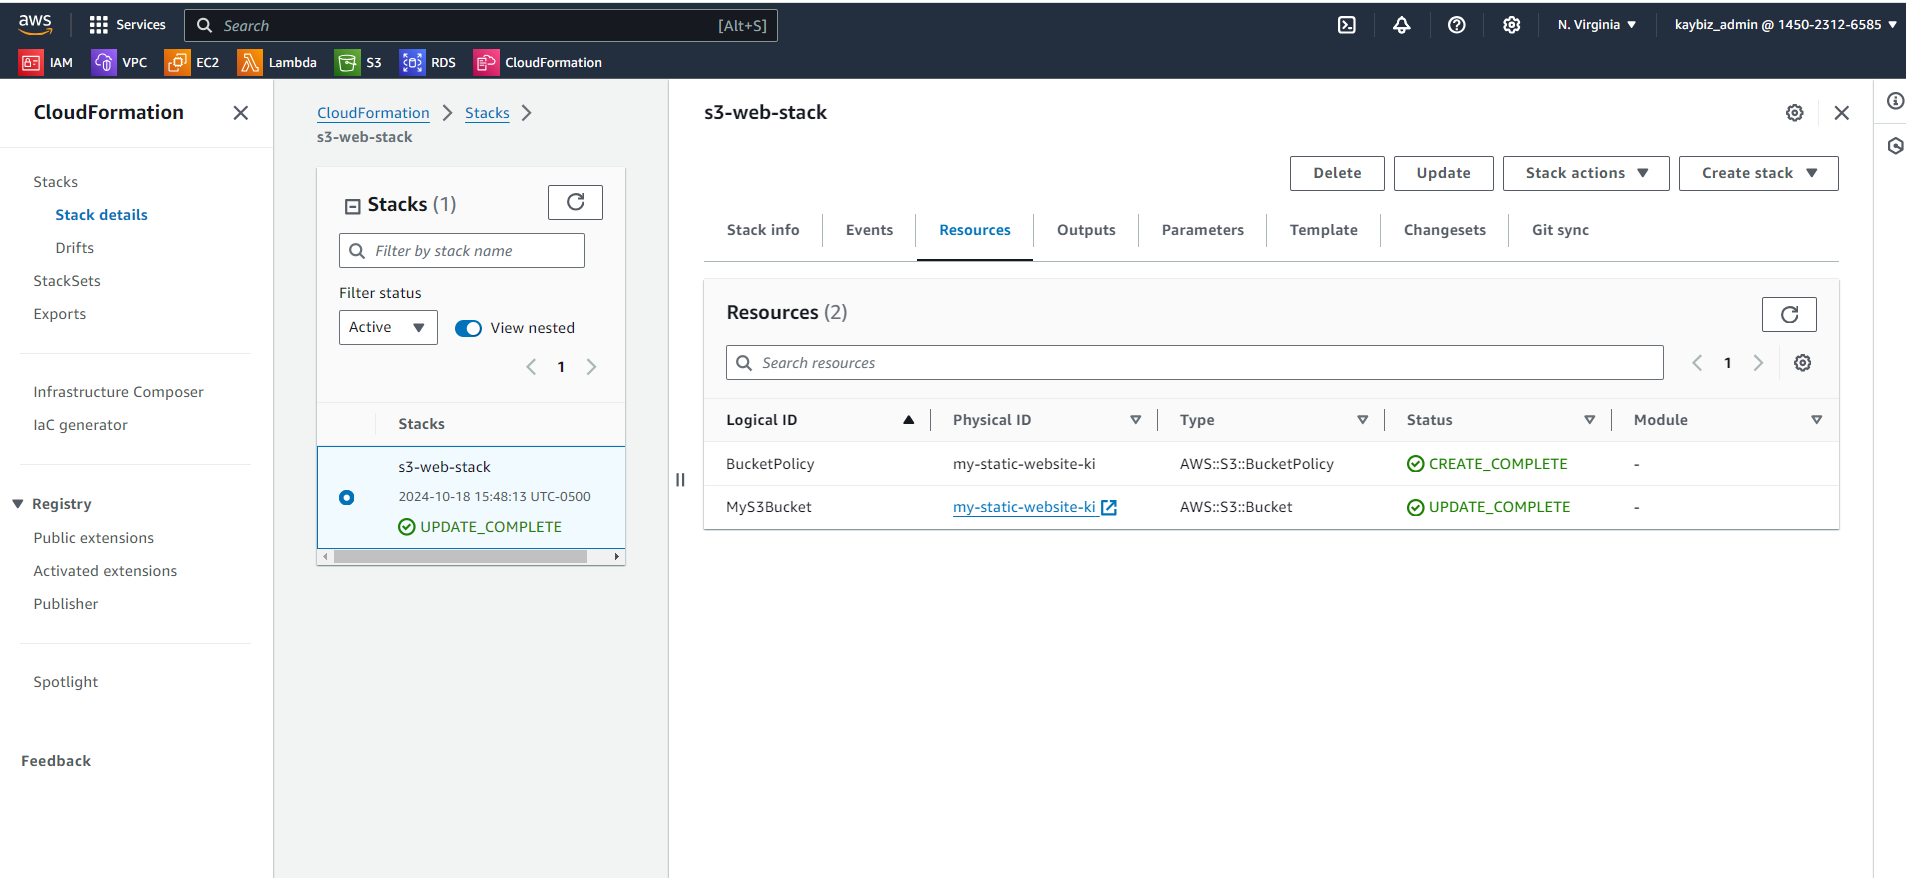 aws
Services
Search
[Alt+S]
N. Virginia
kaybiz_admin @ 1450-2312-6585
IAM
VPC
EC2
Lambda
S3
RDS
CloudFormation
CloudFormation
Stacks
Stack details
Drifts
StackSets
Exports
Infrastructure Composer
IaC generator
Registry
Public extensions
Activated extensions
Publisher
Spotlight
Feedback
CloudFormation
Stacks
s3-web-stack
Stacks (1)
Filter by stack name
Filter status
Active
View nested
1
Stacks
s3-web-stack
2024-10-18 15:48:13 UTC-0500
UPDATE_COMPLETE
s3-web-stack
Delete
Update
Stack actions
Create stack
Stack info
Events
Resources
Outputs
Parameters
Template
Changesets
Git sync
Resources (2)
Search resources
1
Logical ID
Physical ID
Type
Status
Module
BucketPolicy
my-static-website-ki
AWS::S3::BucketPolicy
CREATE_COMPLETE
-
MyS3Bucket
my-static-website-ki
AWS::S3::Bucket
UPDATE_COMPLETE
-